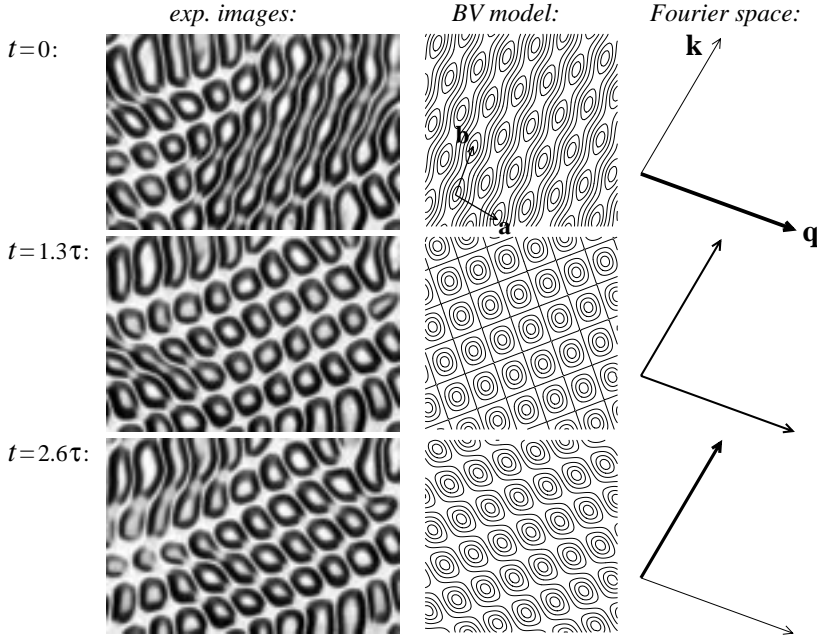 exp. images: BV model: Fourier space:
t=0:
k
b
a
q
t=1.3τ:
t=2.6τ: